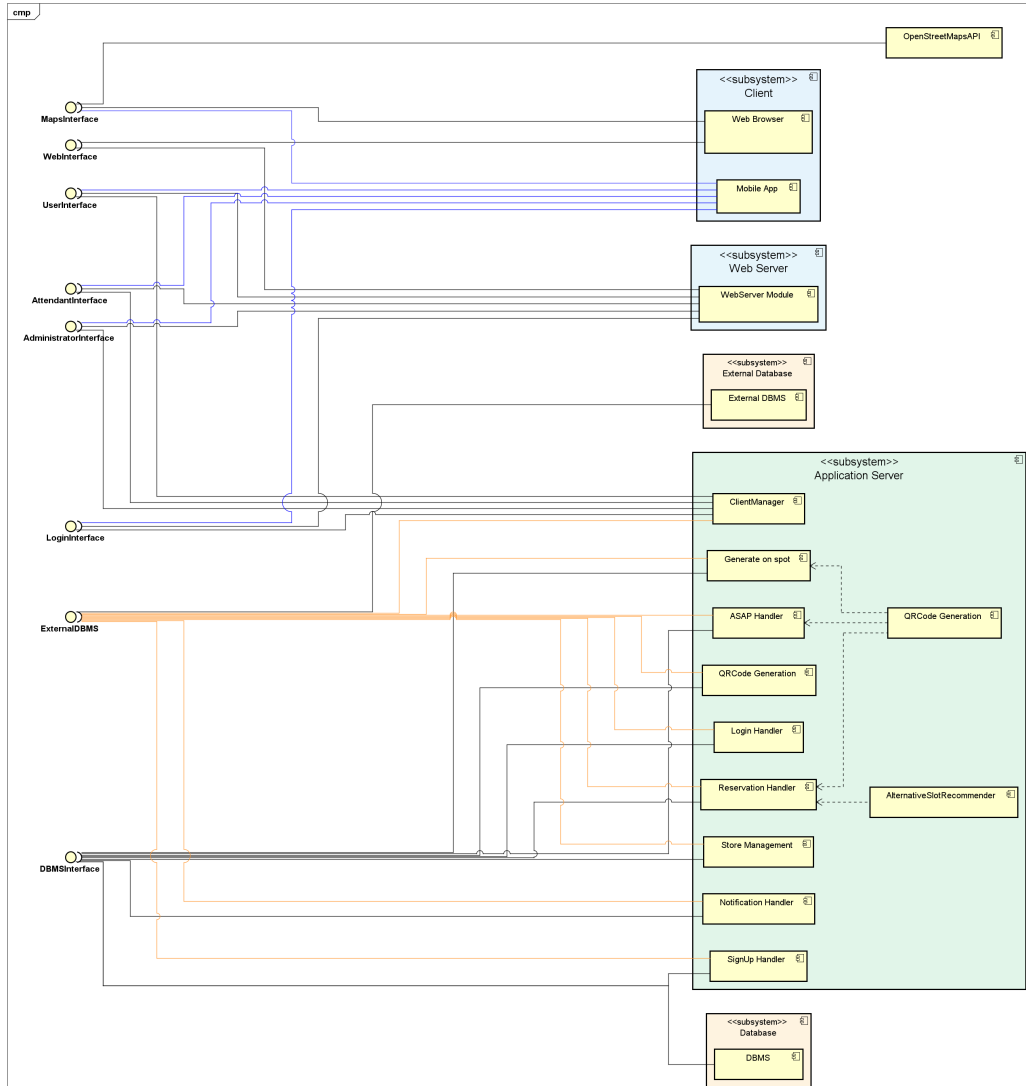 cmp
OpenStreetMapsAPI
<<subsystem>>
Client
Web Browser
MapsInterface
WebInterface
Mobile App
UserInterface
<<subsystem>>
Web Server
WebServer Module
AttendantInterface
AdministratorInterface
<<subsystem>>
External Database
External DBMS
<<subsystem>>
Application Server
ClientManager
LoginInterface
Generate on spot
ASAP Handler
QRCode Generation
ExternalDBMS
QRCode Generation
Login Handler
Reservation Handler
AlternativeSlotRecommender
Store Management
DBMSInterface
Notification Handler
SignUp Handler
<<subsystem>>
Database
DBMS